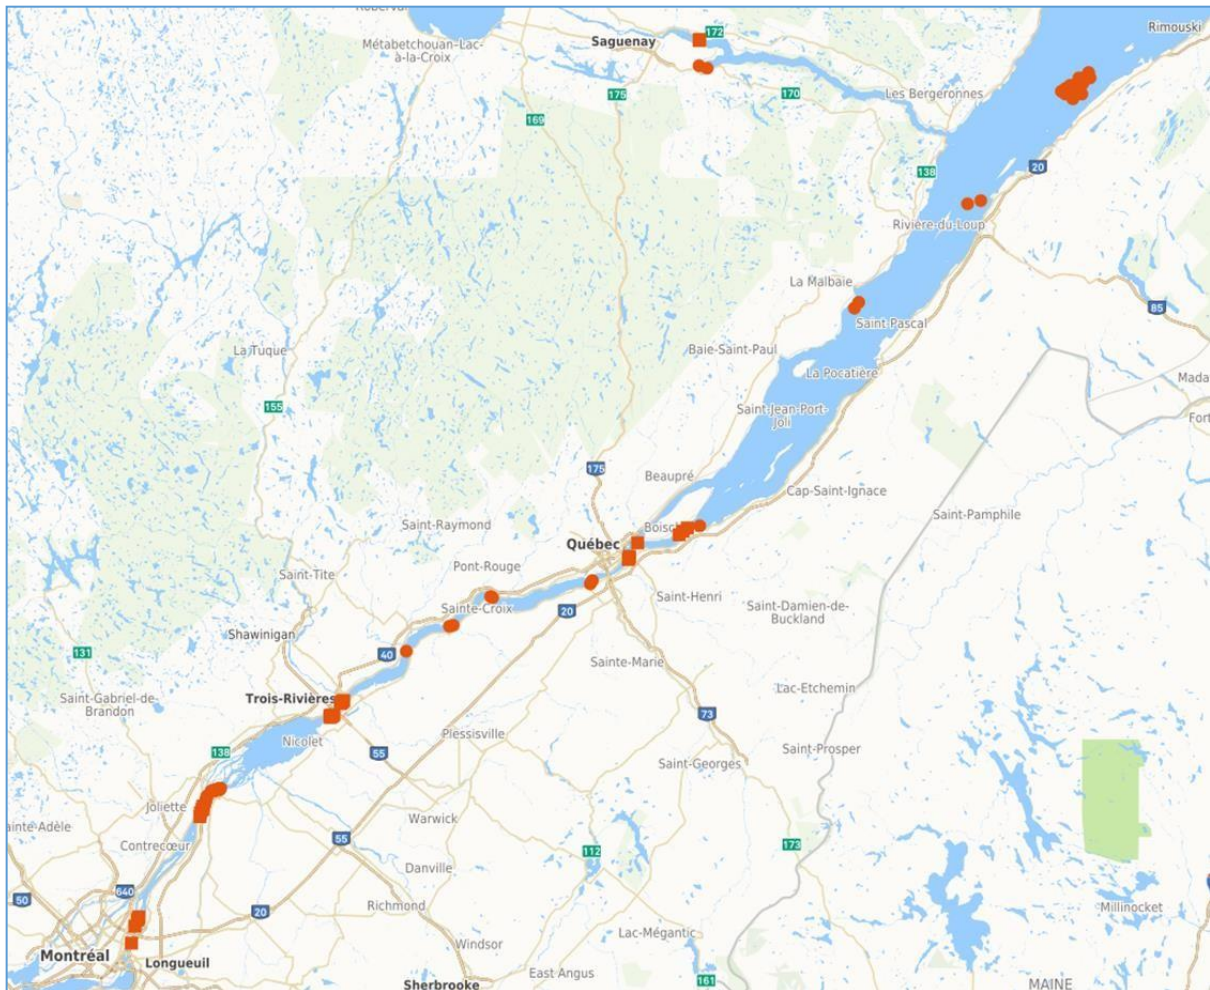 Roberval
172
Rimouski
Saguenay
Métabetchouan–Lac-
à-la-Croix
175
170
Les Bergeronnes
169
138
20
Rivière-du-Loup
La Malbaie
85
Saint-Pascal
La Tuque
Baie-Saint-Paul
La Pocatière
Mada
155
Saint-Jean-Port-
Joli
Fort
175
Beaupré
Cap-Saint-Ignace
Saint-Raymond
Saint-Pamphile
Boisc
Québec
Pont-Rouge
Saint-Tite
Saint-Henri
Sainte-Croix
20
Saint-Damien-de-
Buckland
Shawinigan
131
40
Sainte-Marie
Saint-Gabriel-de-
Brandon
Trois-Rivières
Lac-Etchemin
73
Nicolet
Plessisville
138
55
Saint-Prosper
Saint-Georges
Joliette
Warwick
ainte-Adèle
55
173
Contrecœur
112
Danville
640
50
20
Richmond
Millinocket
Lac-Mégantic
Windsor
Montréal
Longueuil
East Angus
161
Sherbrooke
MAINE